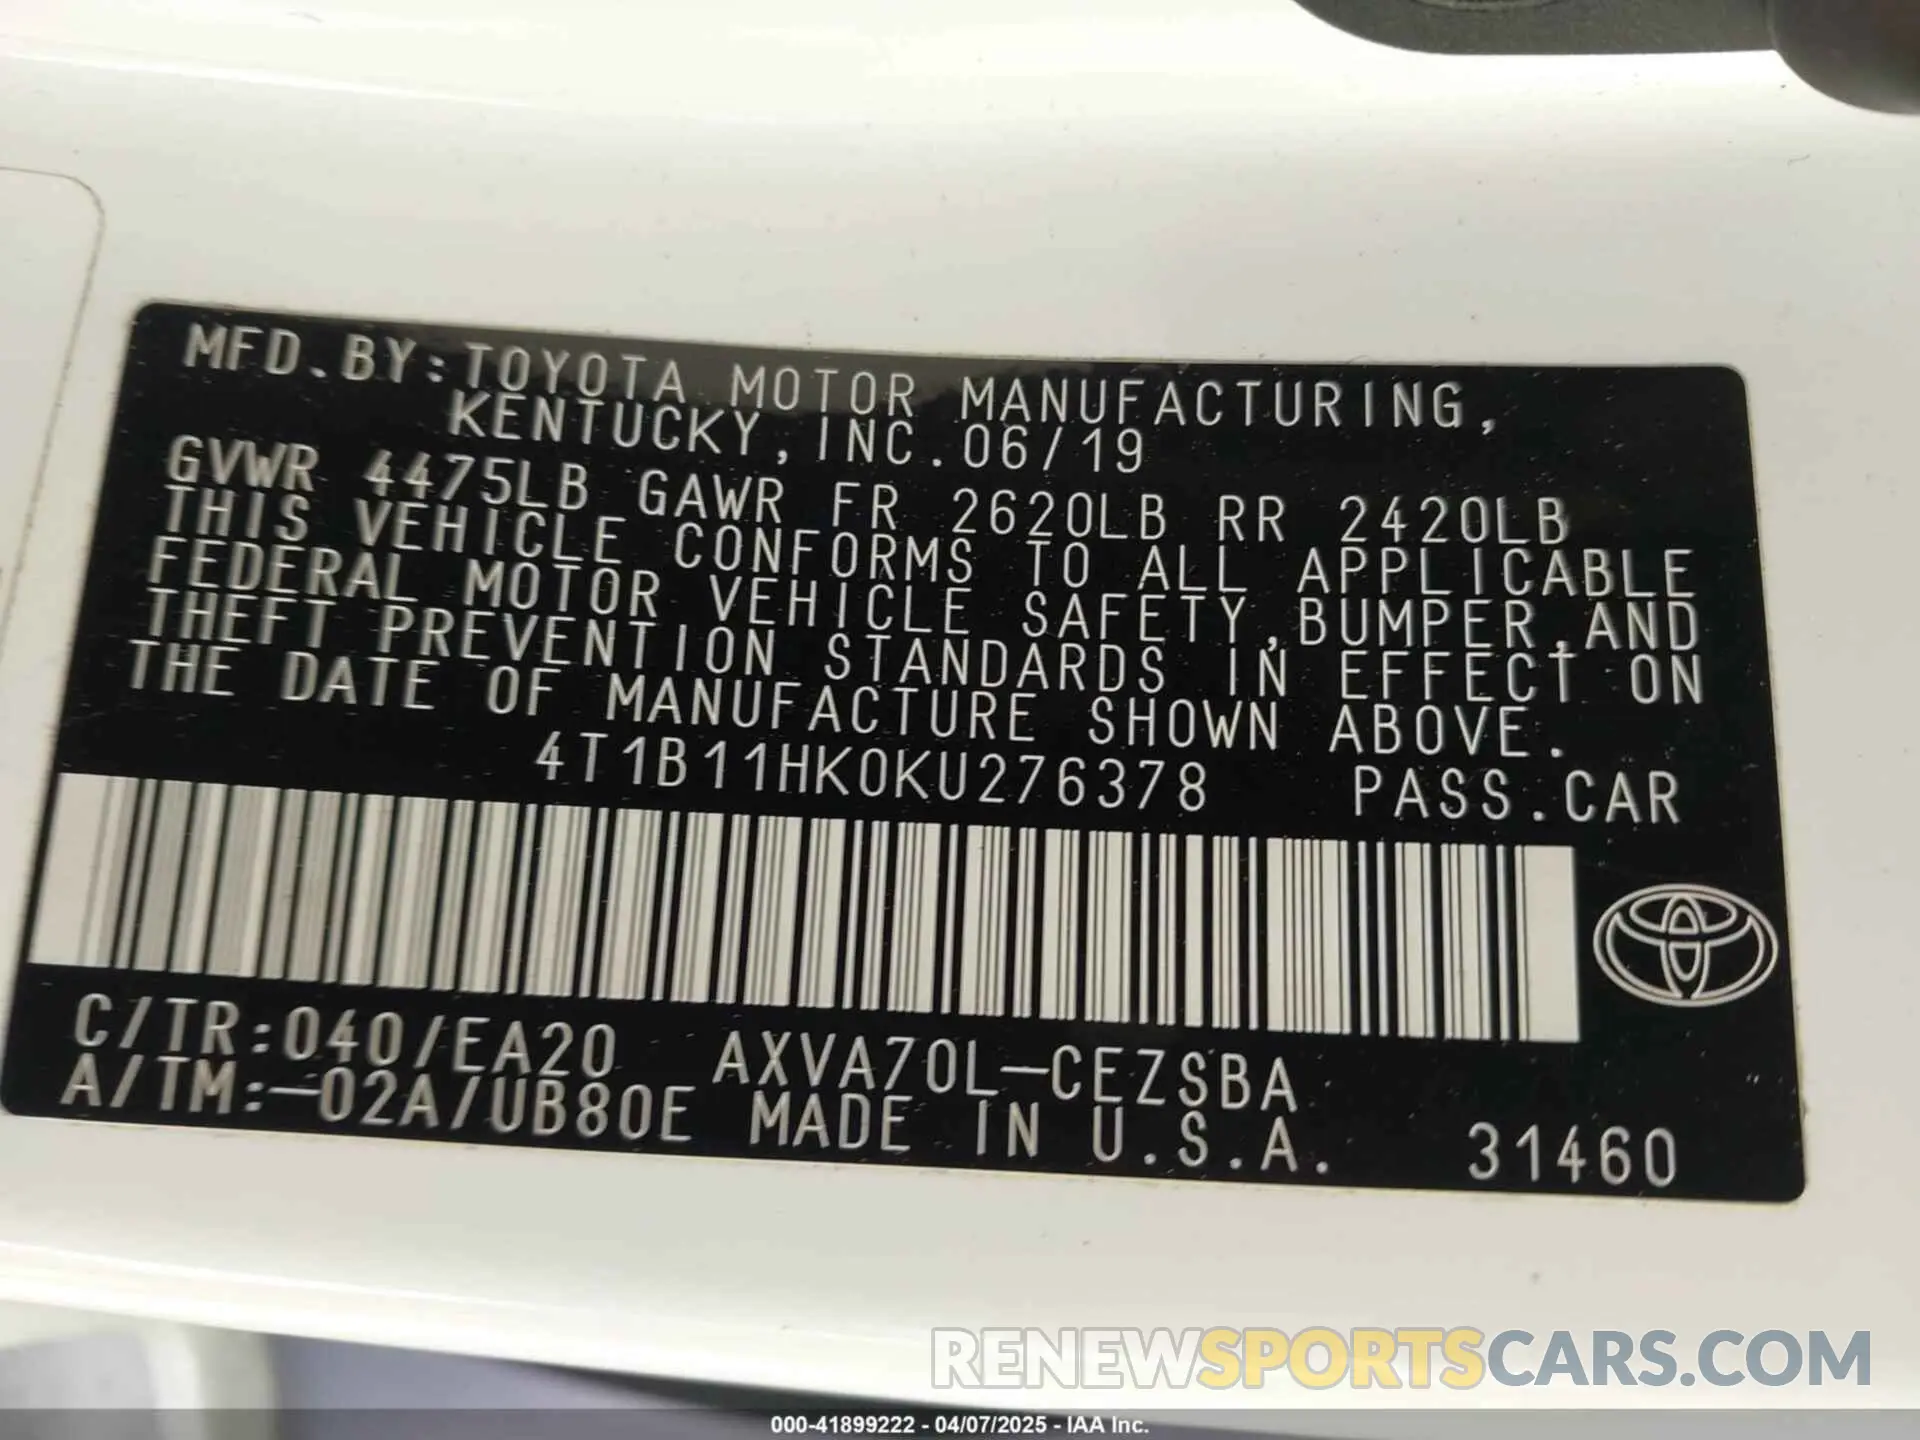 MFD.BY:TOYOTA MOTOR MANUFACTURING,
KENTUCKY,INC.06/19
GVWR 4475LB GAWR FR 2620LB RR 2420LB
THIS VEHICLE CONFORMS TO ALL APPLICABLE
FEDERAL MOTOR VEHICLE SAFETY,BUMPER,AND
THEFT PREVENTION STANDARDS IN EFFECT ON
THE DATE OF MANUFACTURE SHOWN ABOVE.
4T1B11HK0KU276378 PASS.CAR
C/TR:040/EA20 AXVA70L-CEZSBA
A/TM:-02A/UB80E MADE IN U.S.A. 31460
RENEWSPORTSCARS.COM
000-41899222 - 04/07/2025 - IAA Inc.